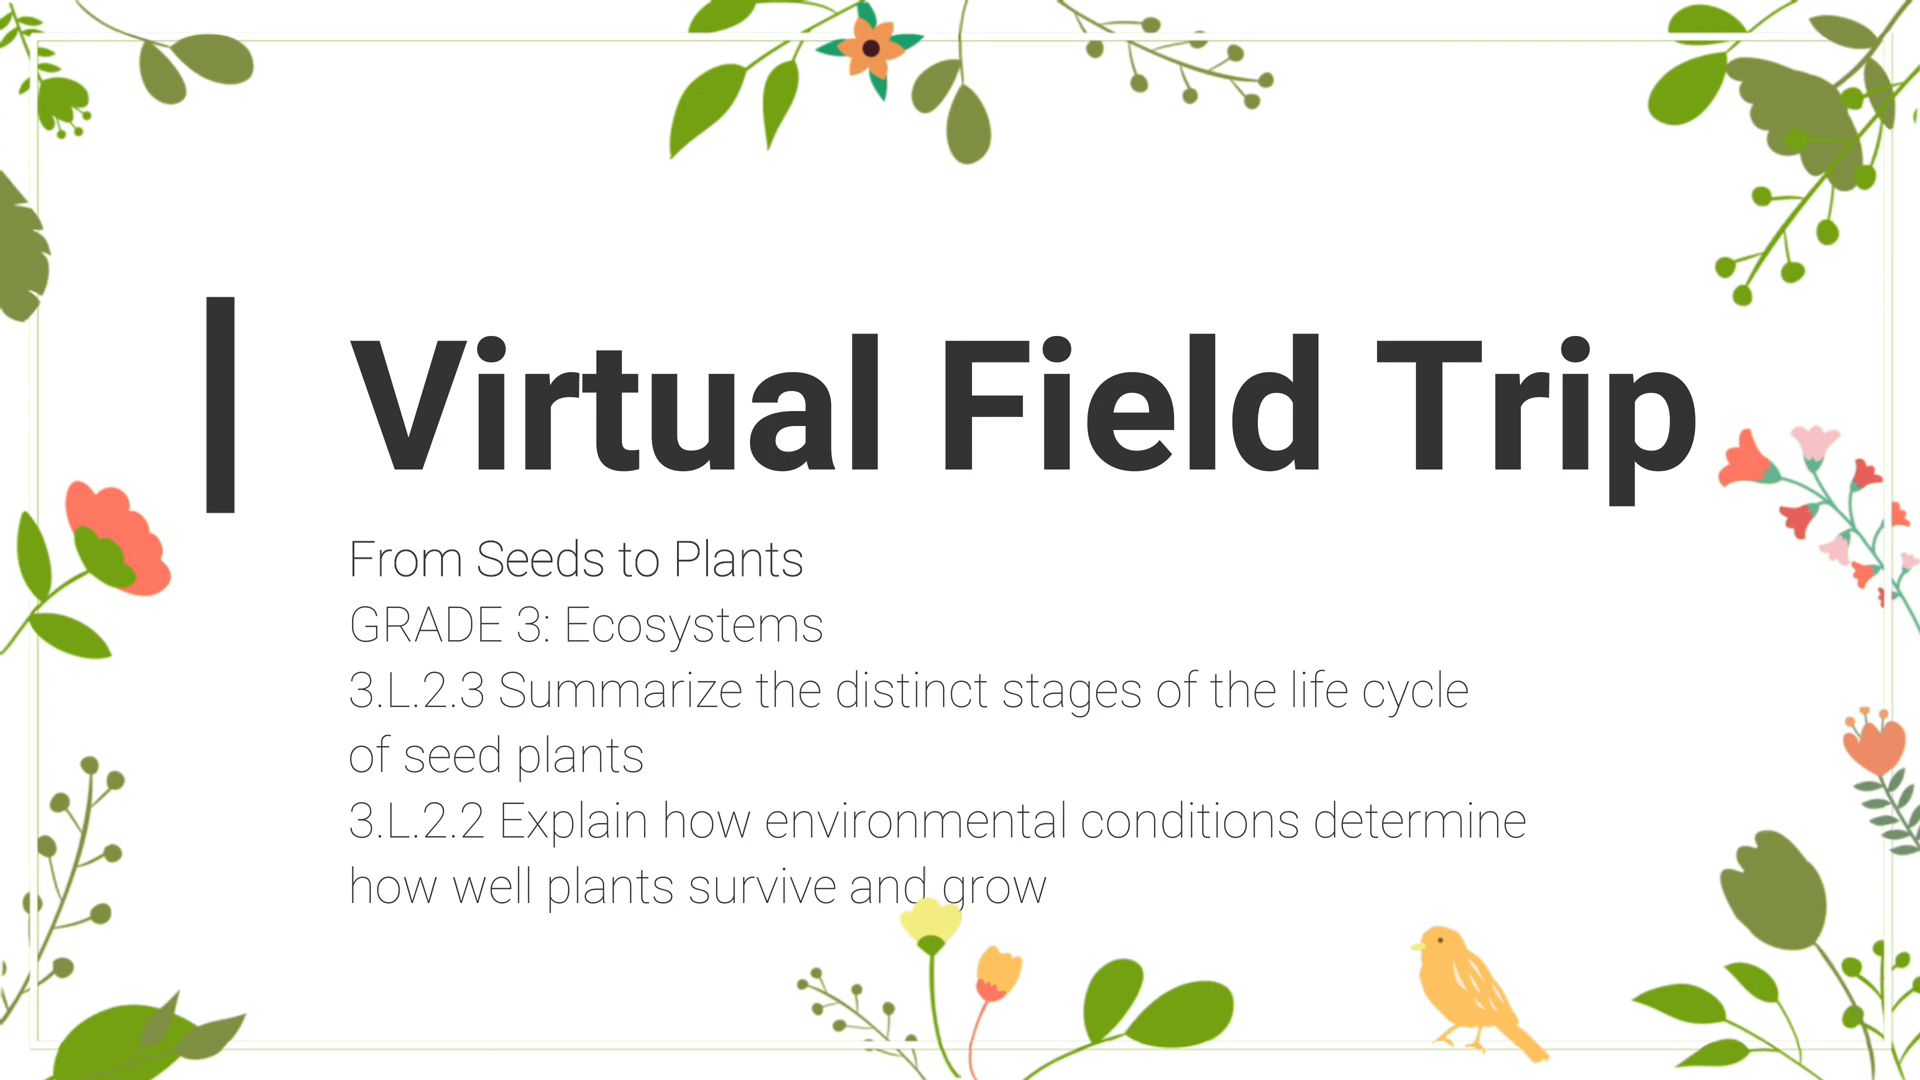 Virtual Field Trip
From Seeds to Plants
GRADE 3: Ecosystems
3.L.2.3 Summarize the distinct stages of the life cycle
of seed plants
3.L.2.2 Explain how environmental conditions determine
how well plants survive and grow